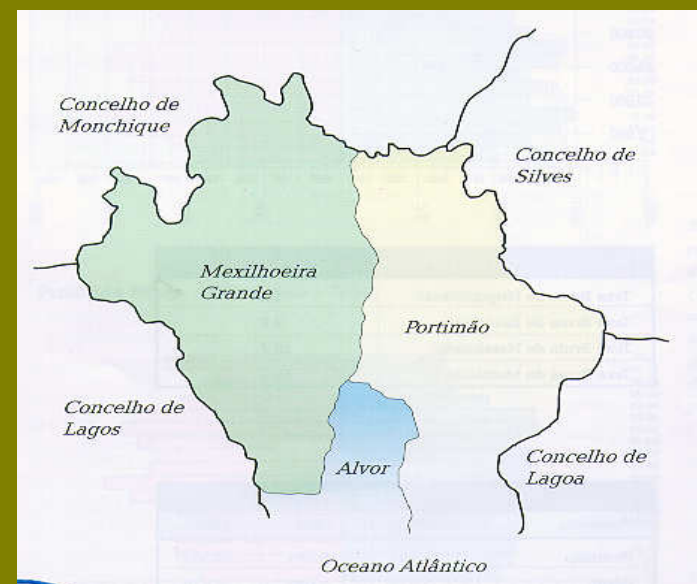 Concelho de
Monchique
Concelho de
Silves
Mexilhoeira
Grande
Portimão
Concelho de
Lagos
Alvor
Concelho de
Lagoa
Oceano Atlântico